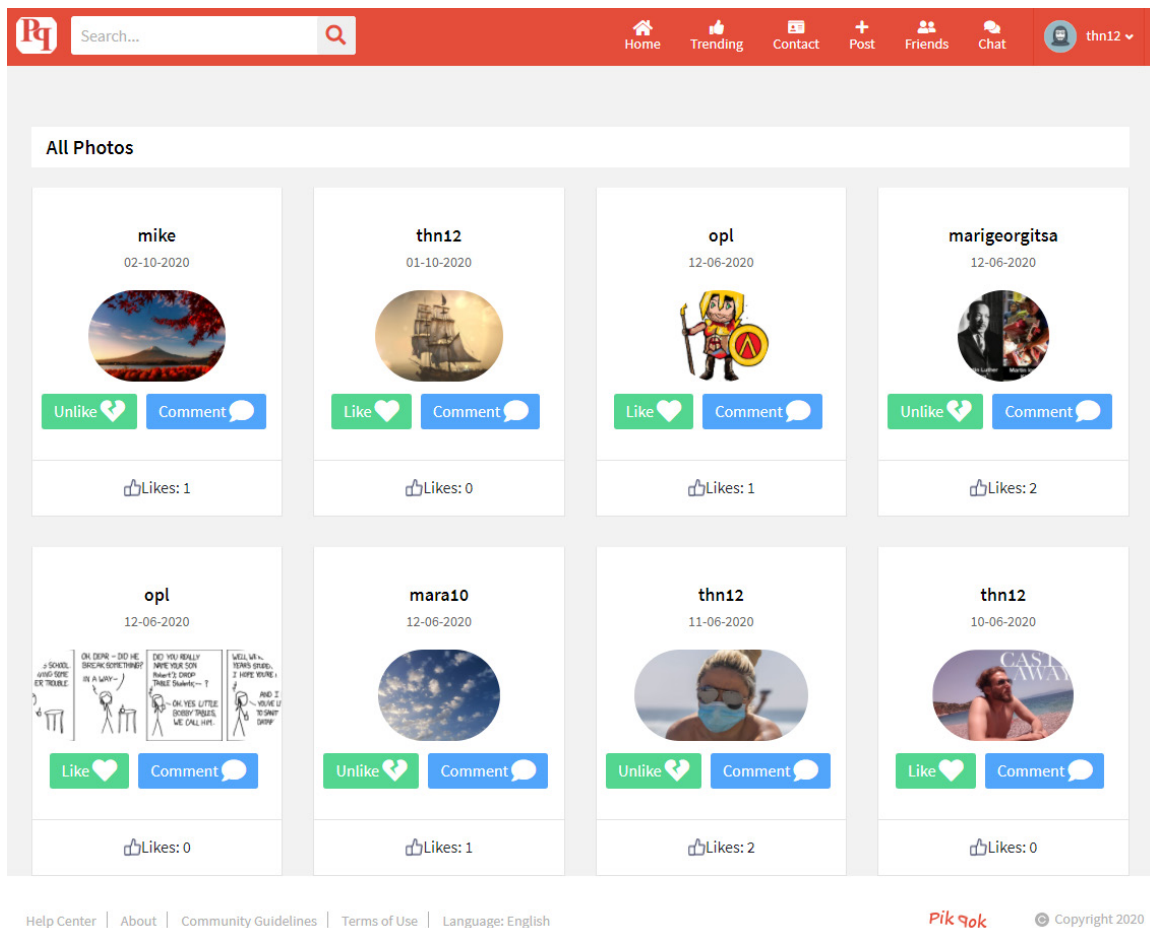 Pq
Search...
Home
Trending
Contact
Post
Friends
Chat
thn12
All Photos
mike
02-10-2020
Unlike
Comment
Likes: 1
thn12
01-10-2020
Like
Comment
Likes: 0
opl
12-06-2020
Like
Comment
Likes: 1
marigeorgitsa
12-06-2020
Unlike
Comment
Likes: 2
opl
12-06-2020
SCHOOL.
OH, DEAR – DID HE
BREAK SOMETHING?
IN A WAY–
DID YOU REALLY
NAME YOUR SON
Robert'); DROP
TABLE Students;-- ?
OH, YES. LITTLE
BOBBY TABLES,
WE CALL HIM.
Like
Comment
Likes: 0
mara10
12-06-2020
Unlike
Comment
Likes: 1
thn12
11-06-2020
Unlike
Comment
Likes: 2
thn12
10-06-2020
CAST
AWAY
Like
Comment
Likes: 0
Help Center | About | Community Guidelines | Terms of Use | Language: English
Pik qok
© Copyright 2020